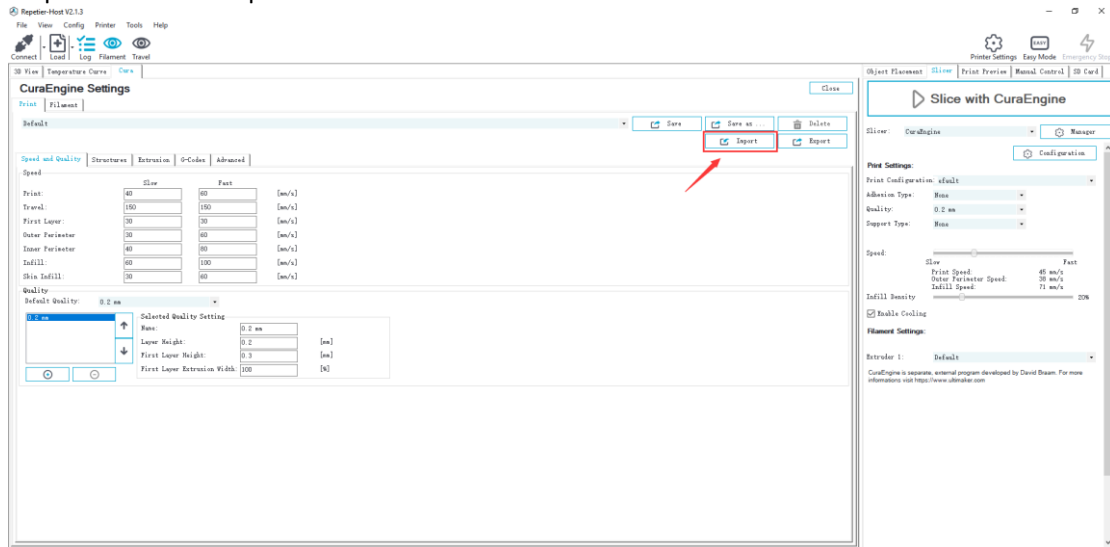 Repetier-Host V2.1.3
File View Config Printer Tools Help
Connect Load Log Filament Travel Printer Settings Easy Mode Emergency Stop
EASY
3D View Temperature Curve Cura Object Placement Slicer Print Preview Manual Control SD Card
CuraEngine Settings Close
Print Filament
Default Save Save as ... Delete
Import Export
Speed and Quality Structures Extrusion G-Codes Advanced
Speed
Slow Fast
Print: 40 60 [mm/s]
Travel: 150 150 [mm/s]
First Layer: 30 30 [mm/s]
Outer Perimeter 30 60 [mm/s]
Inner Perimeter 40 80 [mm/s]
Infill: 60 100 [mm/s]
Skin Infill: 30 60 [mm/s]
Quality
Default Quality: 0.2 mm
0.2 mm
Selected Quality Setting
Name: 0.2 mm
Layer Height: 0.2 [mm]
First Layer Height: 0.3 [mm]
First Layer Extrusion Width: 100 [%]
Slice with CuraEngine
Slicer: CuraEngine Manager
Configuration
Print Settings:
Print Configuration: efault
Adhesion Type: None
Quality: 0.2 mm
Support Type: None
Speed:
Slow Fast
Print Speed: 45 mm/s
Outer Perimeter Speed: 38 mm/s
Infill Speed: 71 mm/s
Infill Density 20%
Enable Cooling
Filament Settings:
Extruder 1: Default
CuraEngine is separate, external program developed by David Braam. For more
informations visit https://www.ultimaker.com